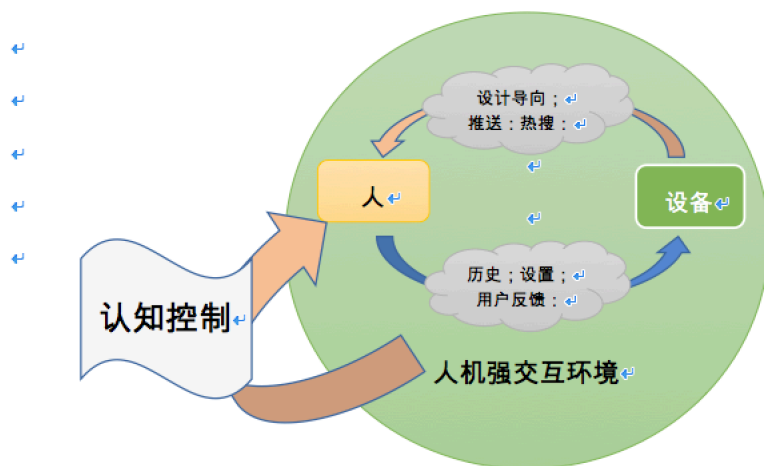 设计导向；
推送：热搜：
人
设备
历史；设置；
用户反馈：
认知控制
人机强交互环境